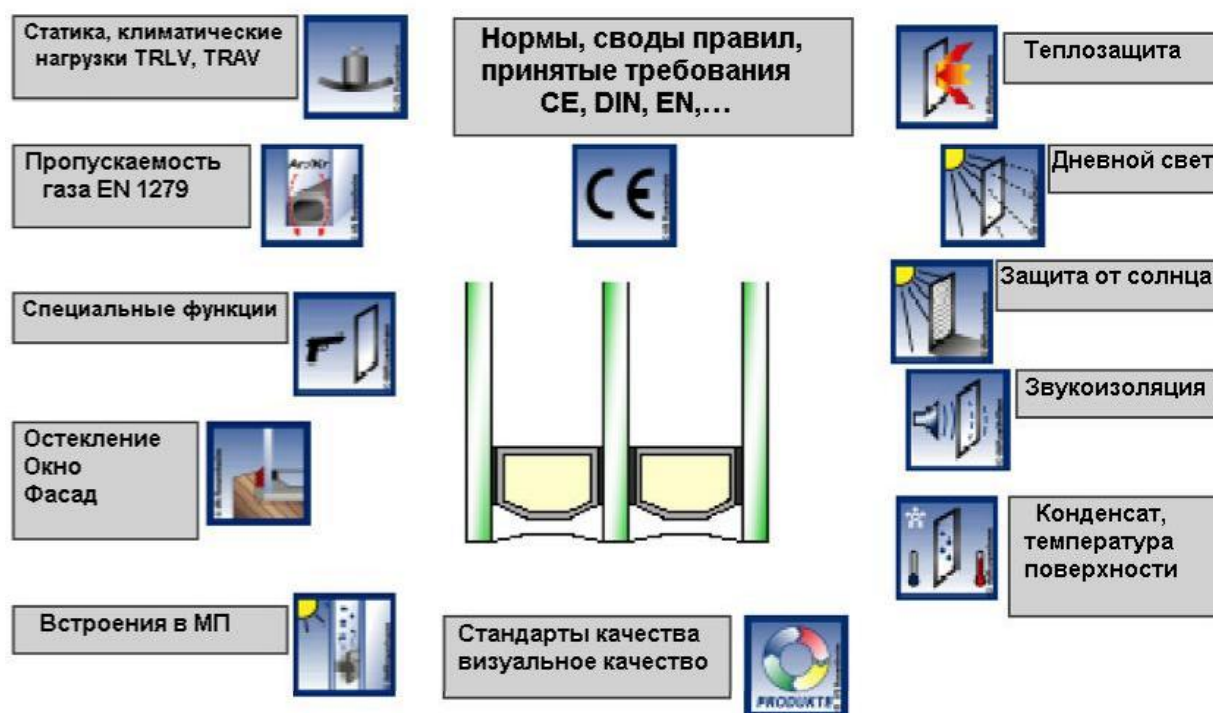 Статика, климатические
нагрузки TRLV, TRAV
Нормы, своды правил,
принятые требования
CE, DIN, EN,...
Теплозащита
Пропускаемость
газа EN 1279
Ar/Kr
CE
Дневной свет
Защита от солнца
Специальные функции
Звукоизоляция
Остекление
Окно
Фасад
Конденсат,
температура
поверхности
Встроения в МП
Стандарты качества
визуальное качество
PRODUKTE